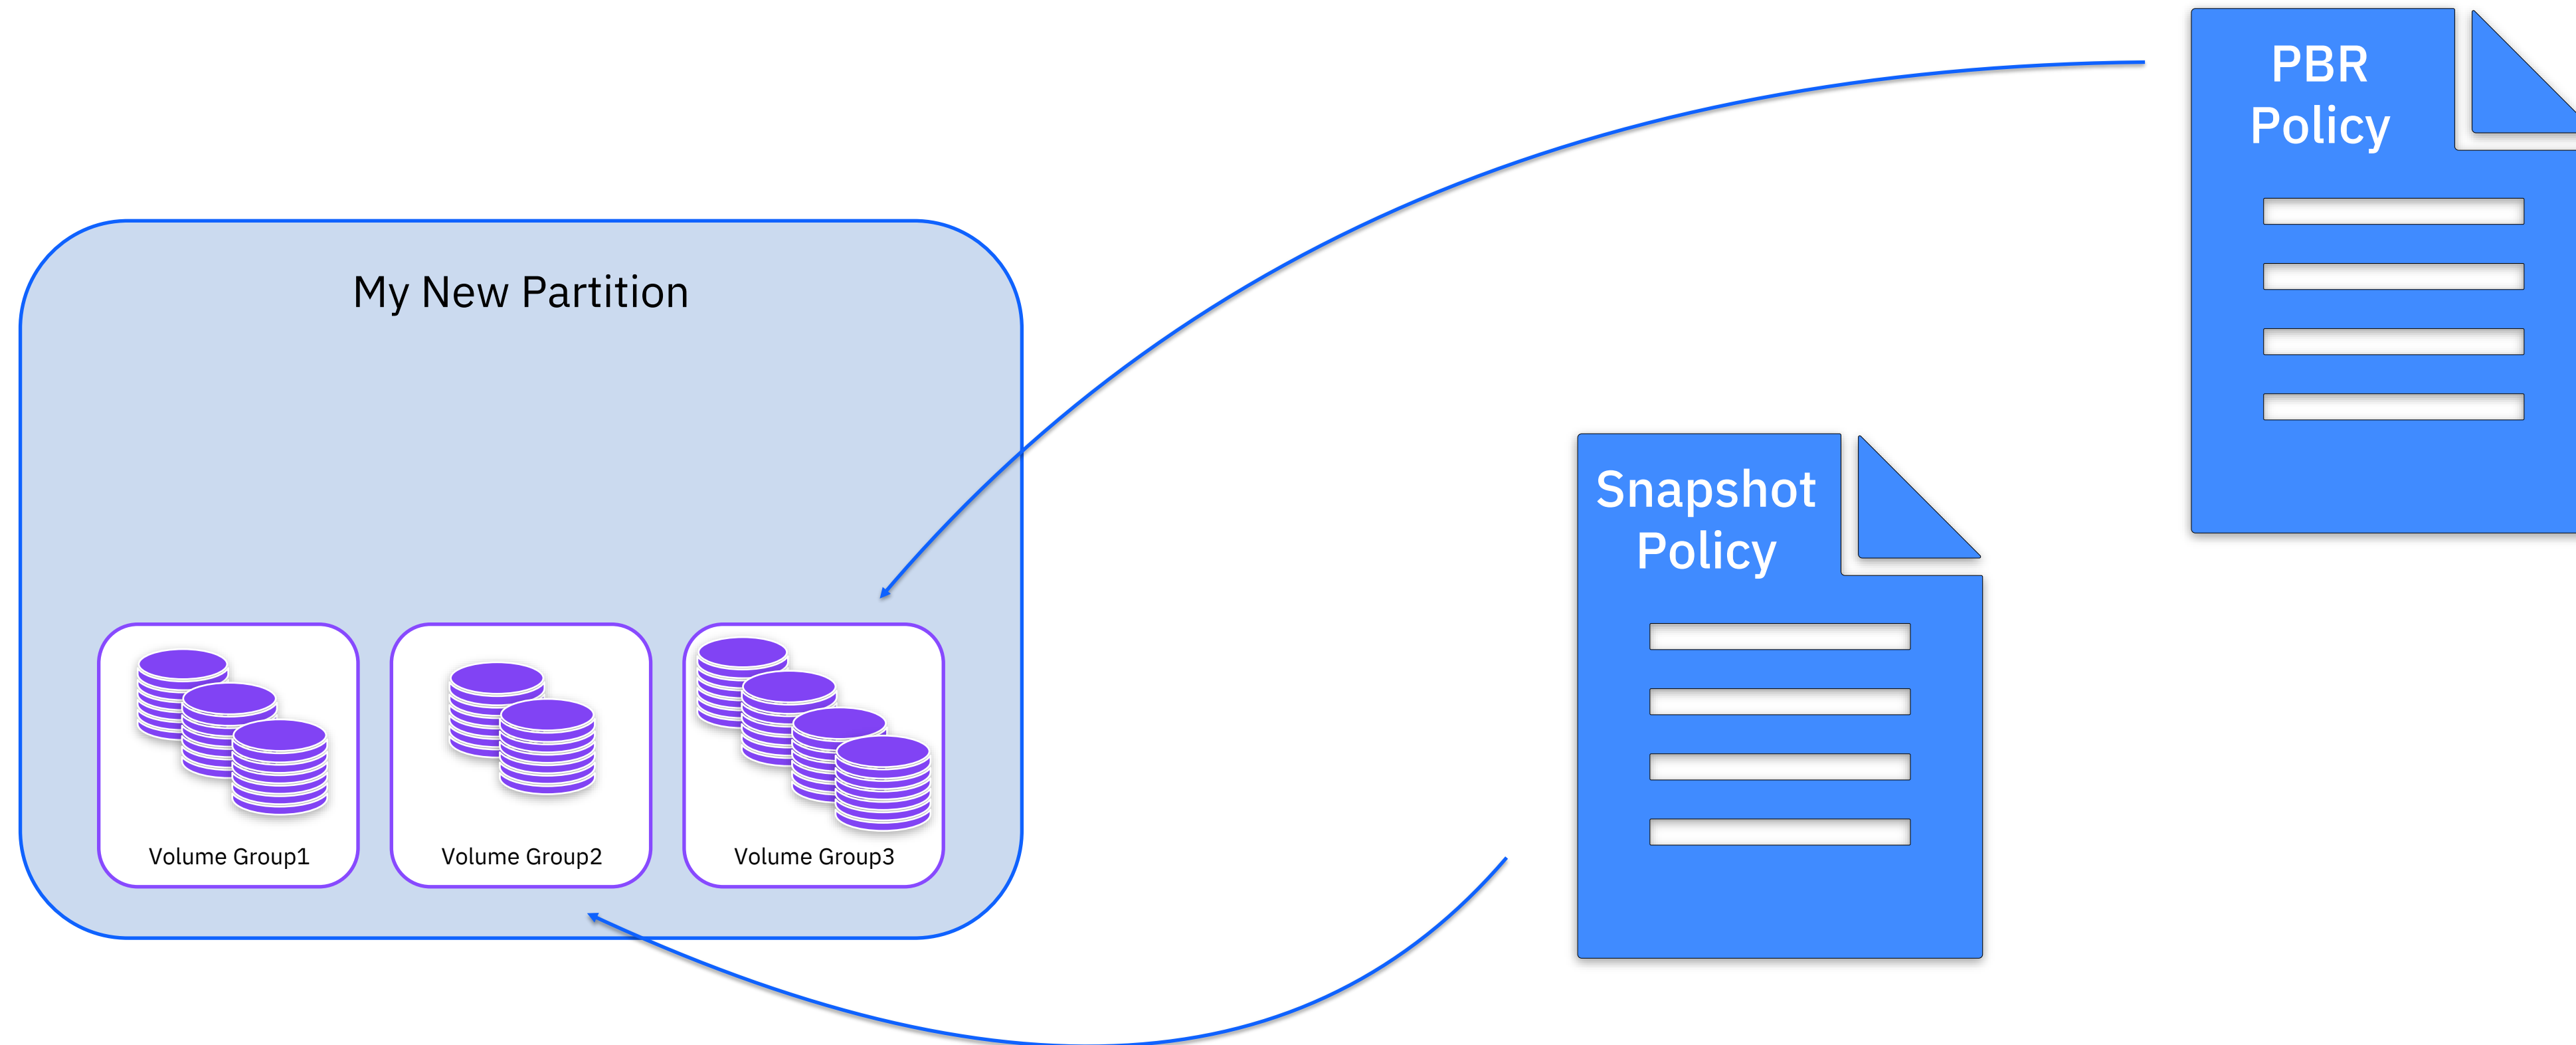 PBR
Policy
My New Partition
Snapshot
Policy
Volume Group1
Volume Group2
Volume Group3